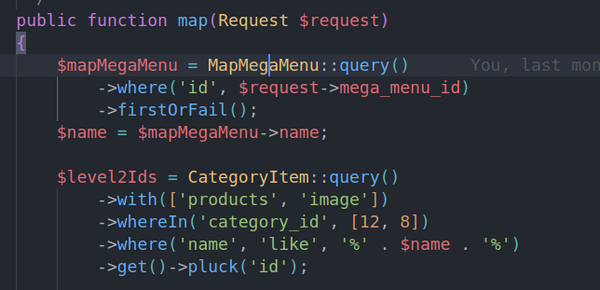 */
public function map(Request $request)
{
$mapMegaMenu = MapMegaMenu::query() You, last mon
->where('id', $request->mega_menu_id)
->firstOrFail();
$name = $mapMegaMenu->name;
$level2Ids = CategoryItem::query()
->with(['products', 'image'])
->whereIn('category_id', [12, 8])
->where('name', 'like', '%' . $name . '%')
->get()->pluck('id');